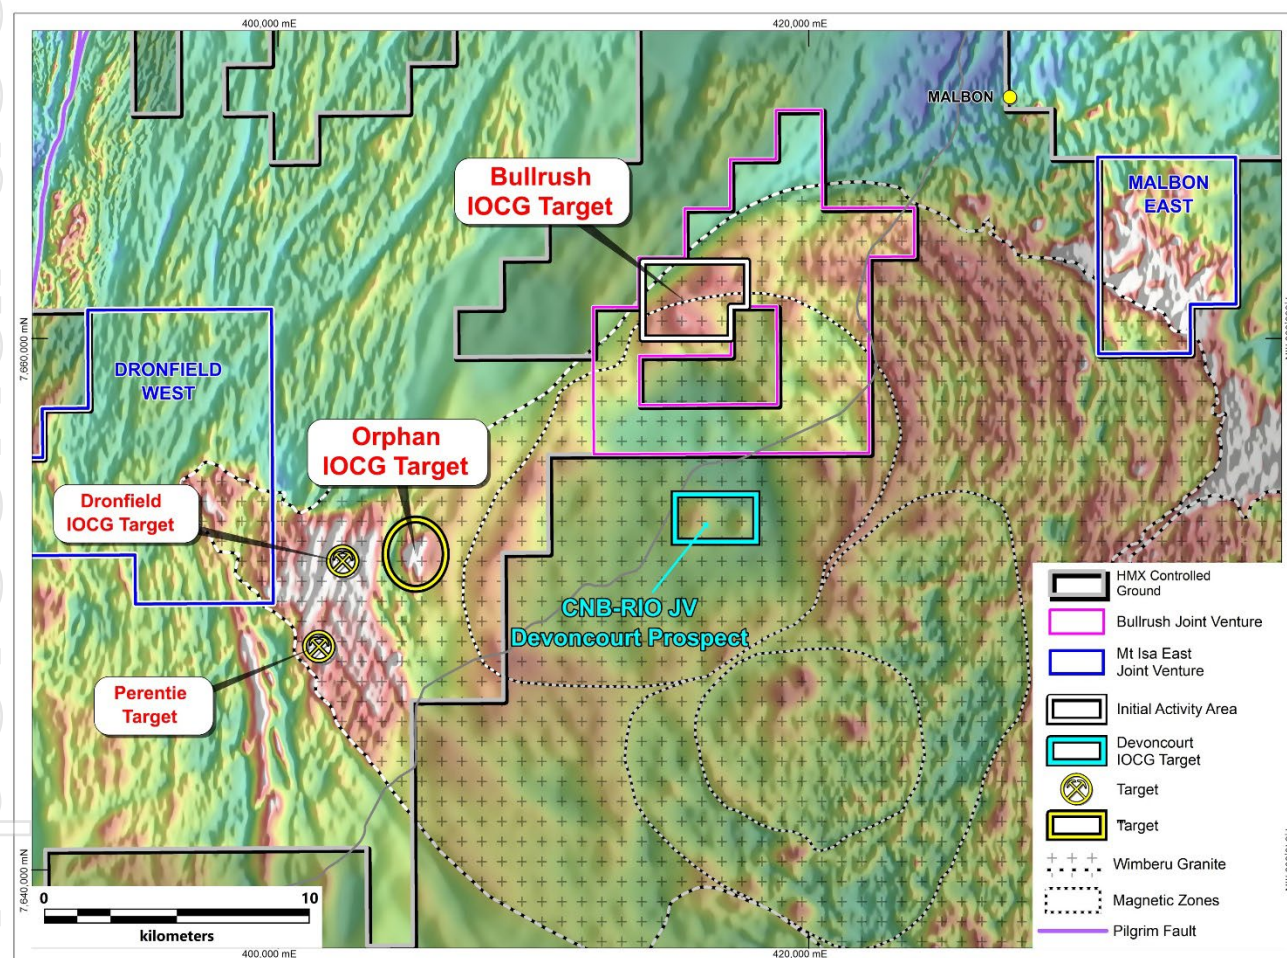 400,000 mE
420,000 mE
MALBON
Bullrush
IOCG Target
MALBON
EAST
7,660,000 mN
DRONFIELD
WEST
Orphan
IOCG Target
Dronfield
IOCG Target
CNB-RIO JV
Devoncourt Prospect
Perentie
Target
HMX Controlled
Ground
Bullrush Joint Venture
Mt Isa East
Joint Venture
Initial Activity Area
Devoncourt
IOCG Target
Target
Target
Wimberu Granite
Magnetic Zones
Pilgrim Fault
7,640,000 mN
0
10
kilometers
400,000 mE
420,000 mE